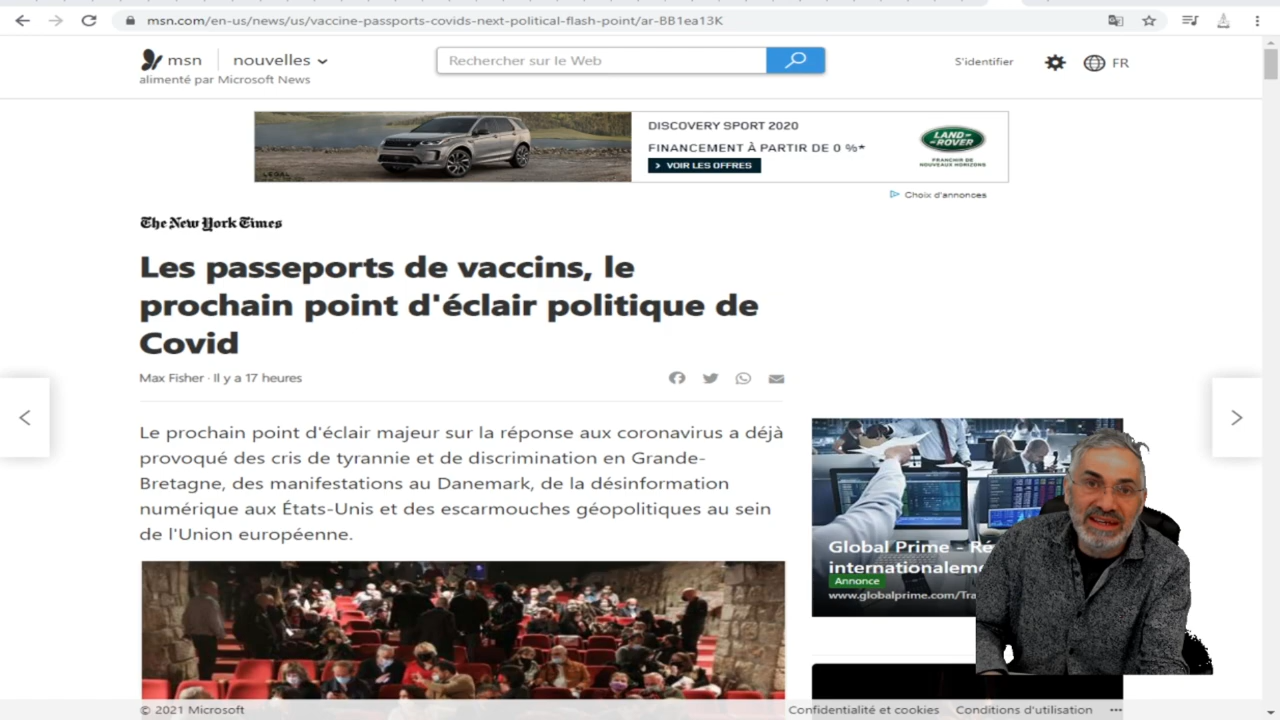 msn.com/en-us/news/us/vaccine-passports-covids-next-political-flash-point/ar-BB1ea13K
msn nouvelles
alimenté par Microsoft News
Rechercher sur le Web
S'identifier
FR
LEGAL
DISCOVERY SPORT 2020
FINANCEMENT À PARTIR DE 0 %*
> VOIR LES OFFRES
LAND-
ROVER
FRANCHIR DE
NOUVEAUX HORIZONS
Choix d'annonces
The New York Times
Les passeports de vaccins, le
prochain point d'éclair politique de
Covid
Max Fisher · Il y a 17 heures
Le prochain point d'éclair majeur sur la réponse aux coronavirus a déjà
provoqué des cris de tyrannie et de discrimination en Grande-
Bretagne, des manifestations au Danemark, de la désinformation
numérique aux États-Unis et des escarmouches géopolitiques au sein
de l'Union européenne.
Global Prime - Ré
internationaleme
Annonce
www.globalprime.com/Tra
© 2021 Microsoft
Confidentialité et cookies
Conditions d'utilisation